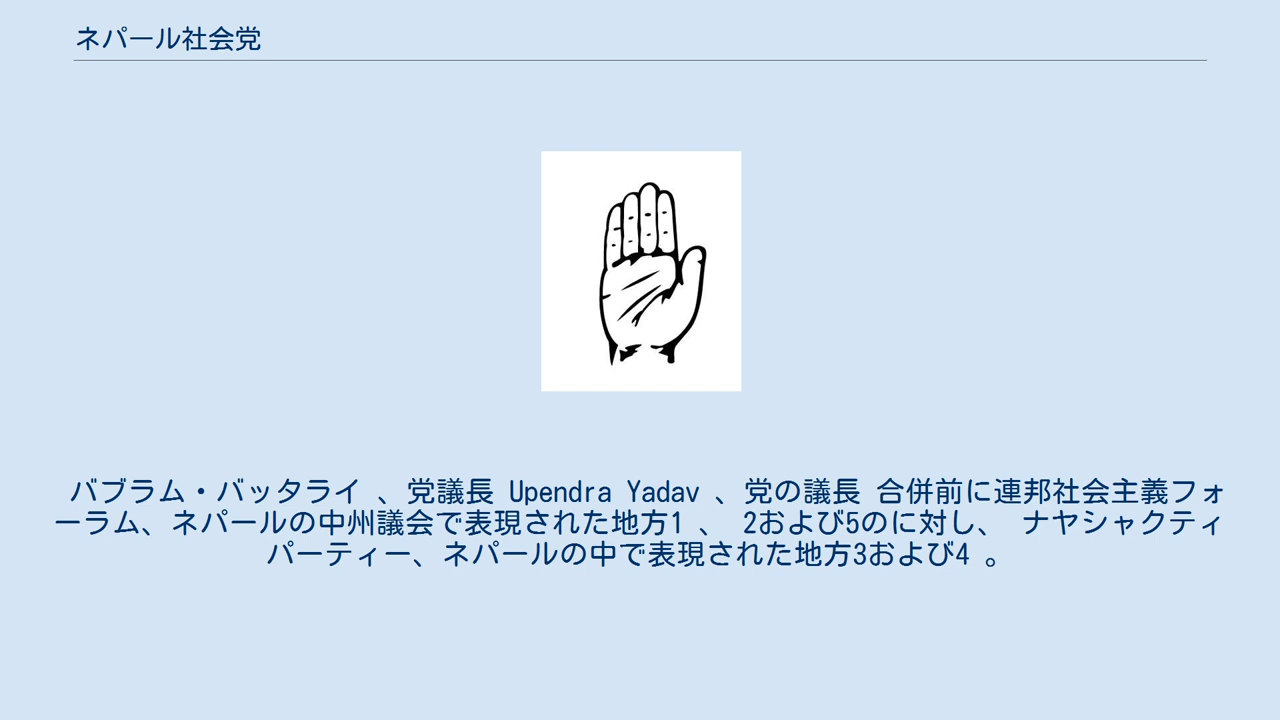 ネパール社会党
バブラム・バッタライ 、党議長 Upendra Yadav 、党の議長 合併前に連邦社会主義フォ
ーラム、ネパールの中州議会で表現された地方1 、 2および5のに対し、 ナヤシャクティ
パーティー、ネパールの中で表現された地方3および4 。